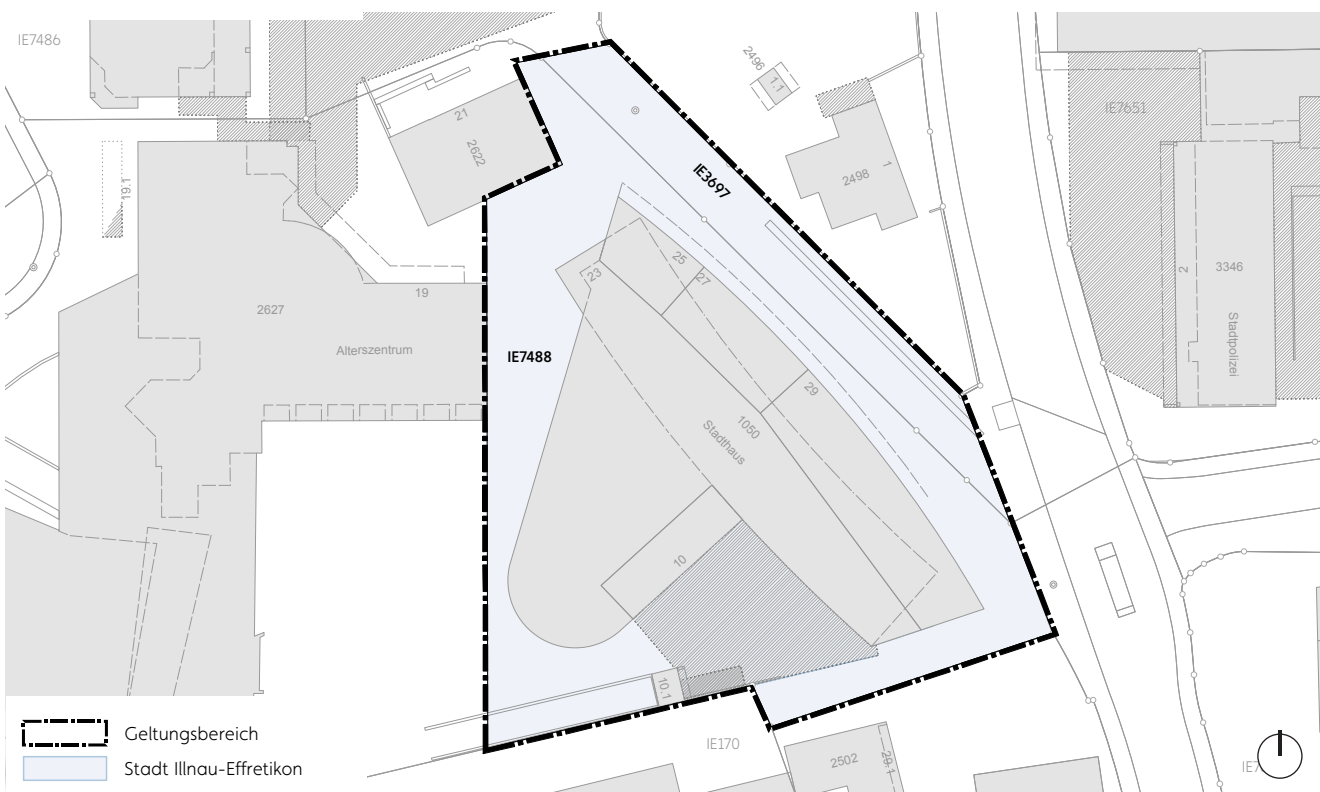 IE7486
2496
1.1
IE7651
21
2622
1
2498
19.1
IE3697
25
27
23
2
3346
Stadtpolizei
19
2627
Alterszentrum
IE7488
29
1050
Stadthaus
10
10.1
IE170
2502
29.1
IE7
Geltungsbereich
Stadt Illnau-Effretikon